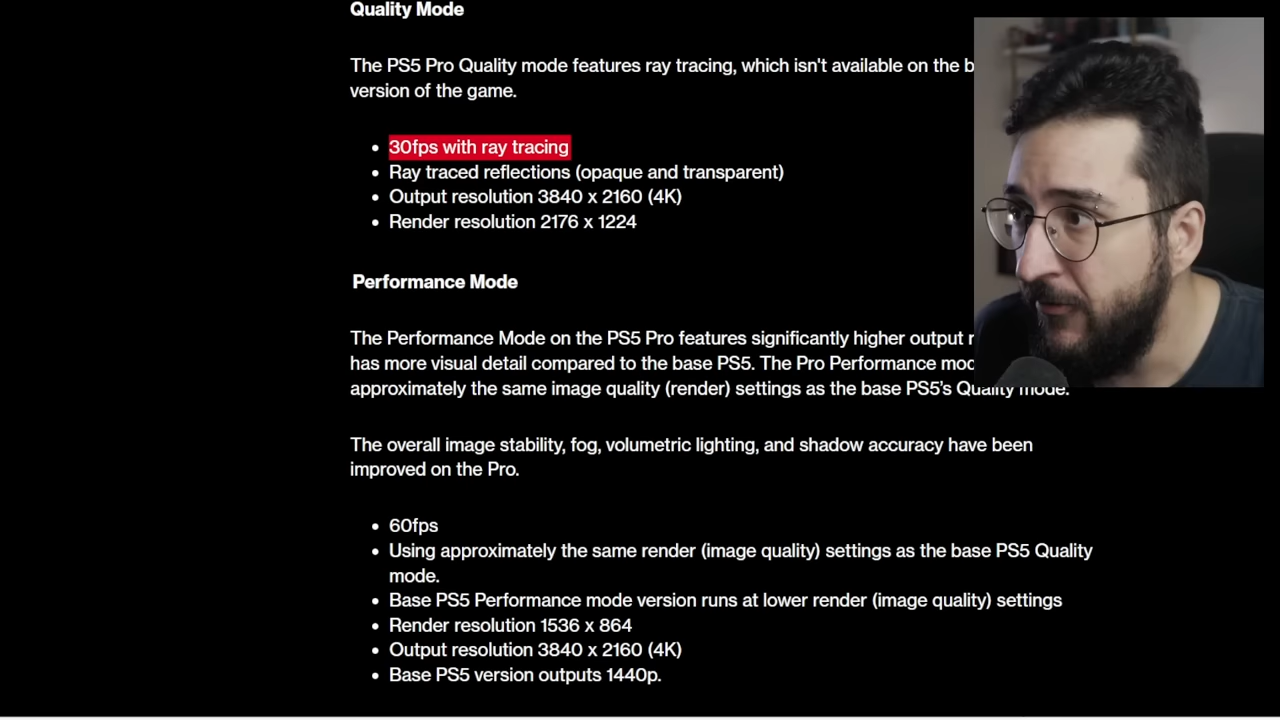 Quality Mode
The PS5 Pro Quality mode features ray tracing, which isn't available on the
version of the game.
30fps with ray tracing
Ray traced reflections (opaque and transparent)
Output resolution 3840 x 2160 (4K)
Render resolution 2176 x 1224
Performance Mode
The Performance Mode on the PS5 Pro features significantly higher output
has more visual detail compared to the base PS5. The Pro Performance
approximately the same image quality (render) settings as the base PS5’s Quality mode.
The overall image stability, fog, volumetric lighting, and shadow accuracy have been
improved on the Pro.
60fps
Using approximately the same render (image quality) settings as the base PS5 Quality
mode.
Base PS5 Performance mode version runs at lower render (image quality) settings
Render resolution 1536 x 864
Output resolution 3840 x 2160 (4K)
Base PS5 version outputs 1440p.